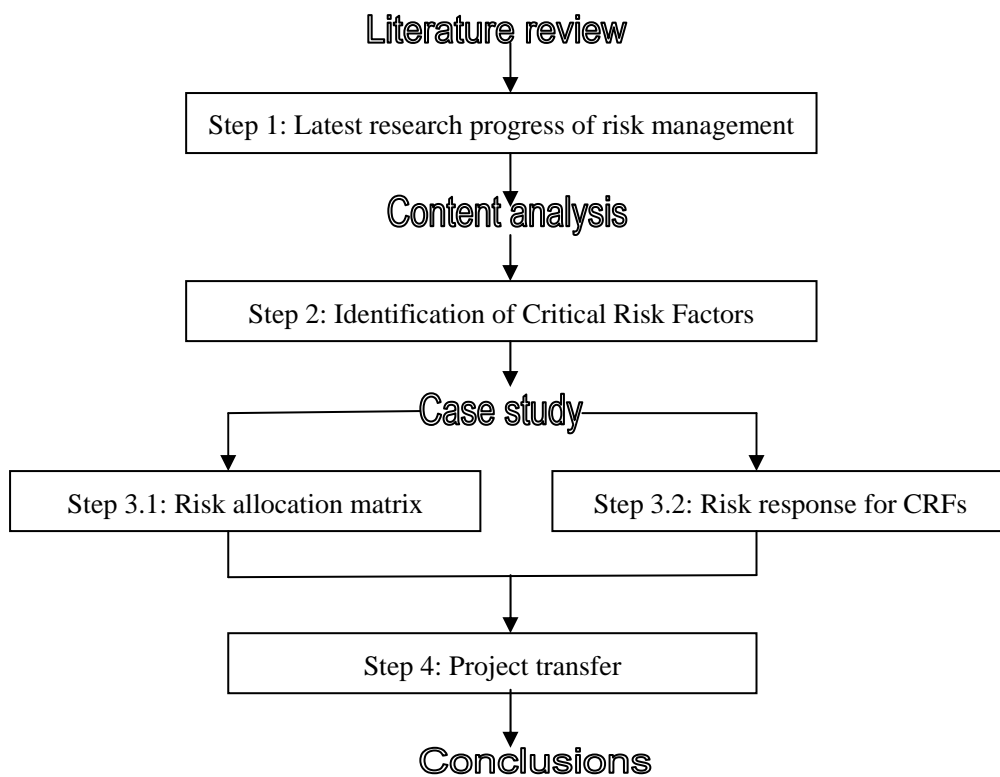 Literature review
Step 1: Latest research progress of risk management
Content analysis
Step 2: Identification of Critical Risk Factors
Case study
Step 3.1: Risk allocation matrix
Step 3.2: Risk response for CRFs
Step 4: Project transfer
Conclusions